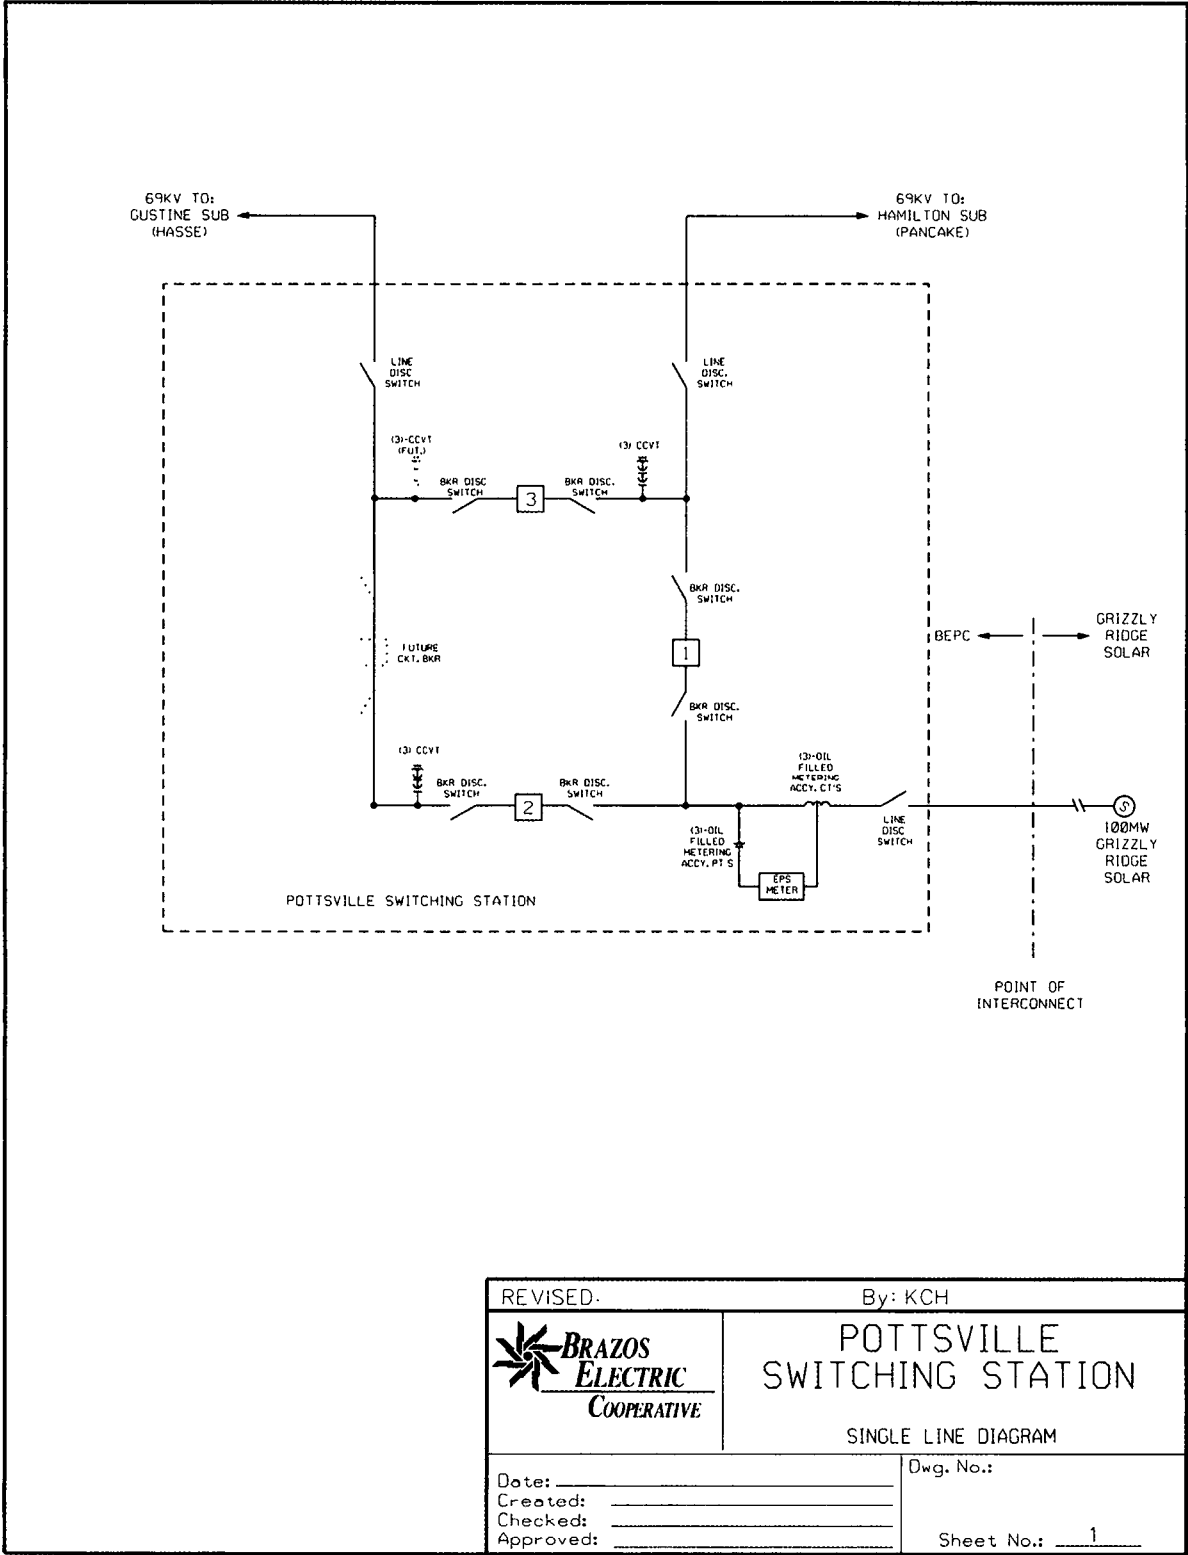 69KV TO:
GUSTINE SUB
(HASSE)
69KV TO:
HAMILTON SUB
(PANCAKE)
LINE
DISC
SWITCH
LINE
DISC.
SWITCH
(3)-CCVT
(FUT.)
(3) CCVT
BKR DISC
SWITCH
3
BKR DISC.
SWITCH
BKR DISC.
SWITCH
FUTURE
CKT. BKR
1
BKR DISC.
SWITCH
BEPC
GRIZZLY
RIDGE
SOLAR
(3) CCVT
BKR DISC.
SWITCH
2
BKR DISC.
SWITCH
(3)-OIL
FILLED
METERING
ACCY. CT'S
LINE
DISC
SWITCH
(3)-OIL
FILLED
METERING
ACCY. PT'S
EPS
METER
S
100MW
GRIZZLY
RIDGE
SOLAR
POTTSVILLE SWITCHING STATION
POINT OF
INTERCONNECT
REVISED.
By: KCH
BRAZOS
ELECTRIC
COOPERATIVE
POTTSVILLE
SWITCHING STATION
SINGLE LINE DIAGRAM
Date:
Created:
Checked:
Approved:
Dwg. No.:
Sheet No.: 1